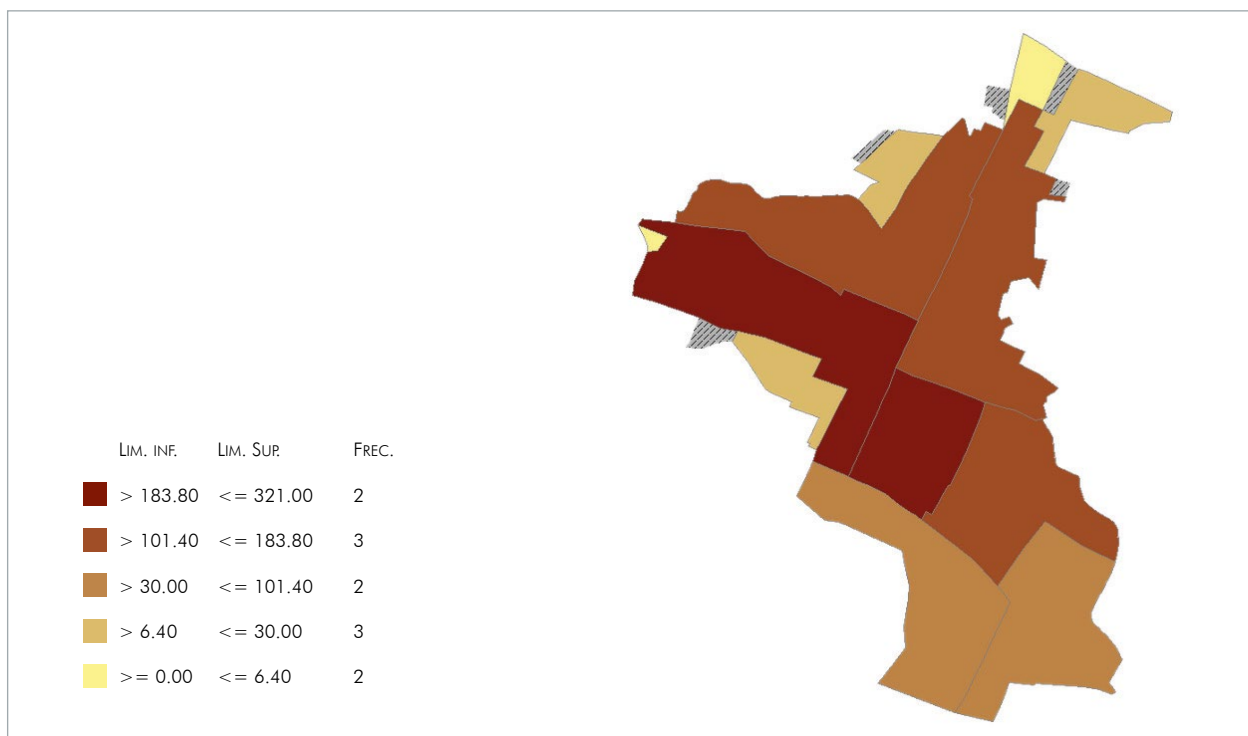 LIM. INF. LIM. SUP. FREC.
> 183.80 <= 321.00 2
> 101.40 <= 183.80 3
> 30.00 <= 101.40 2
> 6.40 <= 30.00 3
>= 0.00 <= 6.40 2